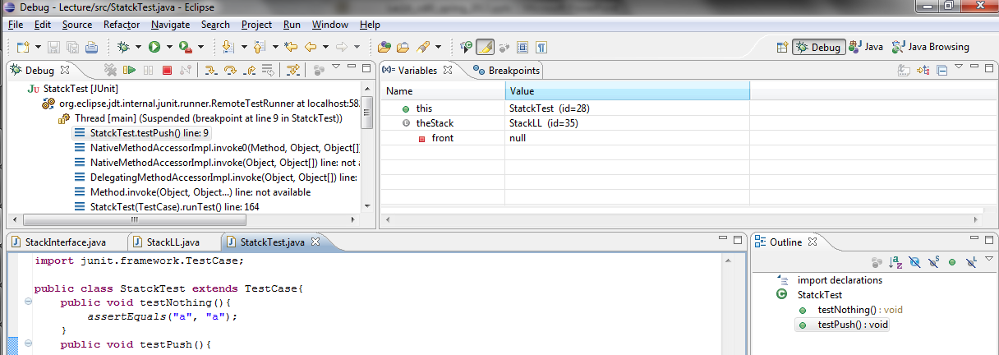 Debug - Lecture/src/StatckTest.java - Eclipse
File Edit Source Refactor Navigate Search Project Run Window Debug Help
Debug Java Java Browsing
Debug
StatckTest [JUnit]
org.eclipse.jdt.internal.junit.runner.RemoteTestRunner at localhost:58
Thread [main] (Suspended (breakpoint at line 9 in StatckTest))
StatckTest.testPush() line: 9
NativeMethodAccessorImpl.invoke0(Method, Object, Object[])
NativeMethodAccessorImpl.invoke(Object, Object[]) line: not a
DelegatingMethodAccessorImpl.invoke(Object, Object[]) line:
Method.invoke(Object, Object...) line: not available
StatckTest(TestCase).runTest() line: 164
(x)= Variables Breakpoints
Name Value
this StatckTest (id=28)
theStack StackLL (id=35)
front null
StackInterface.java StackLL.java StatckTest.java
import junit.framework.TestCase;
public class StatckTest extends TestCase{
public void testNothing(){
assertEquals("a", "a");
}
public void testPush(){
Outline
import declarations
StatckTest
testNothing() : void
testPush() : void